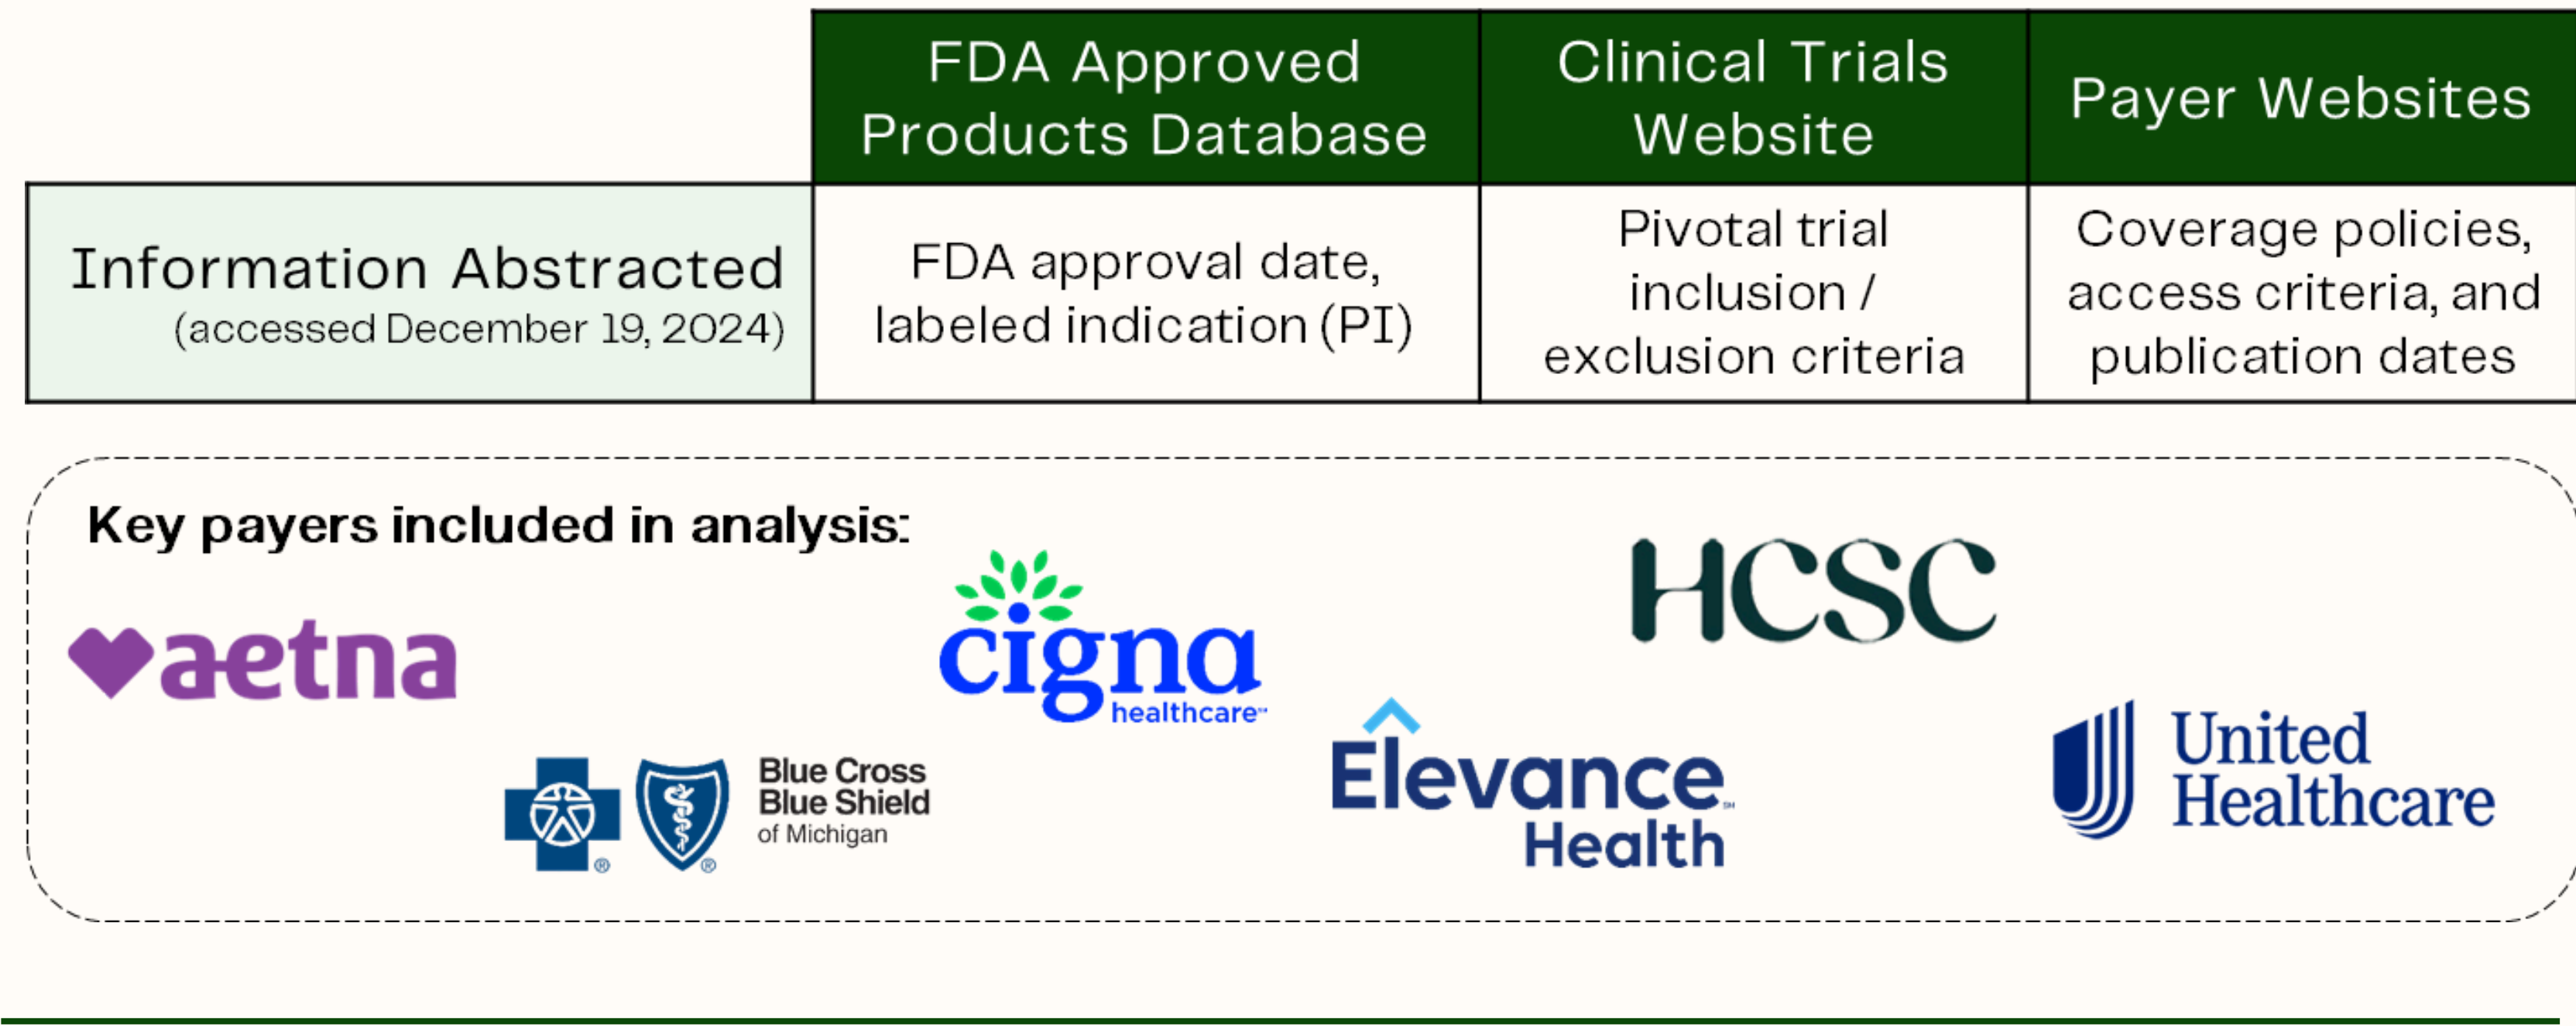 FDA Approved
Products Database
Clinical Trials
Website
Payer Websites
Information Abstracted
(accessed December 19, 2024)
FDA approval date,
labeled indication (PI)
Pivotal trial
inclusion /
exclusion criteria
Coverage policies,
access criteria, and
publication dates
Key payers included in analysis:
aetna
cigna
healthcare℠
HCSC
Blue Cross
Blue Shield
of Michigan
® ®
Elevance℠
Health
United
Healthcare